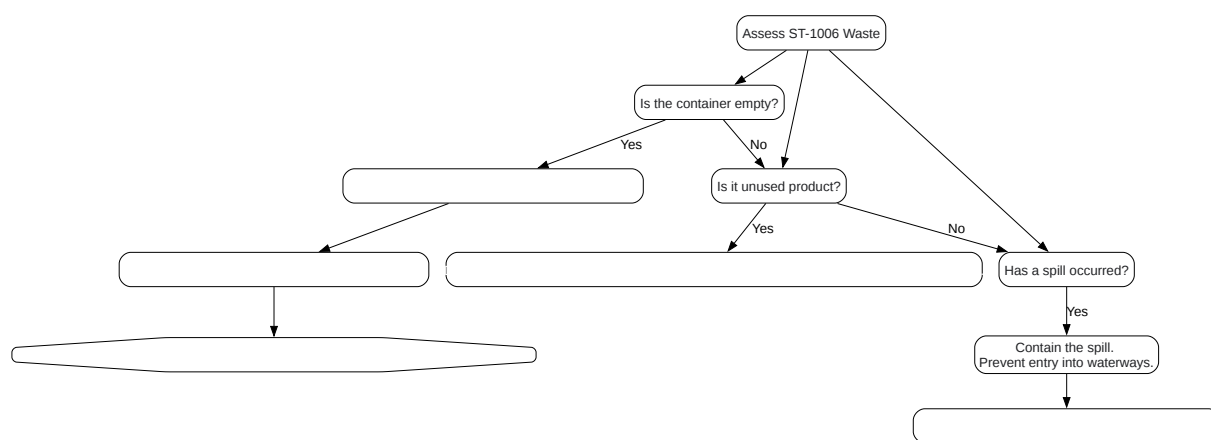 Assess ST-1006 Waste
Is the container empty?
Yes
No
Is it unused product?
Yes
No
Has a spill occurred?
Yes
Contain the spill.
Prevent entry into waterways.